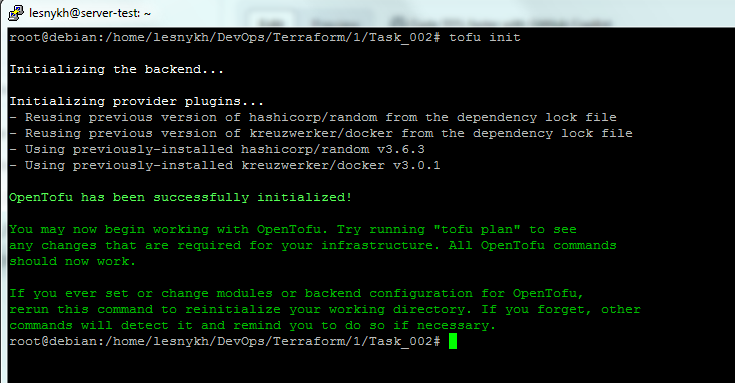 lesnykh@server-test: ~
root@debian:/home/lesnykh/DevOps/Terraform/1/Task_002# tofu init
Initializing the backend...
Initializing provider plugins...
- Reusing previous version of hashicorp/random from the dependency lock file
- Reusing previous version of kreuzwerker/docker from the dependency lock file
- Using previously-installed hashicorp/random v3.6.3
- Using previously-installed kreuzwerker/docker v3.0.1
OpenTofu has been successfully initialized!
You may now begin working with OpenTofu. Try running "tofu plan" to see
any changes that are required for your infrastructure. All OpenTofu commands
should now work.
If you ever set or change modules or backend configuration for OpenTofu,
rerun this command to reinitialize your working directory. If you forget, other
commands will detect it and remind you to do so if necessary.
root@debian:/home/lesnykh/DevOps/Terraform/1/Task_002#